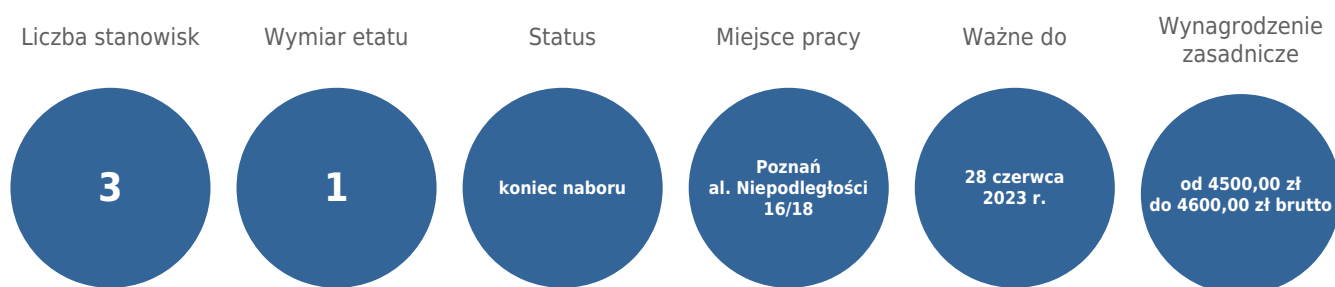 Liczba stanowisk
3
Wymiar etatu
1
Status
koniec naboru
Miejsce pracy
Poznań
al. Niepodległości
16/18
Ważne do
28 czerwca
2023 r.
Wynagrodzenie
zasadnicze
od 4500,00 zł
do 4600,00 zł brutto